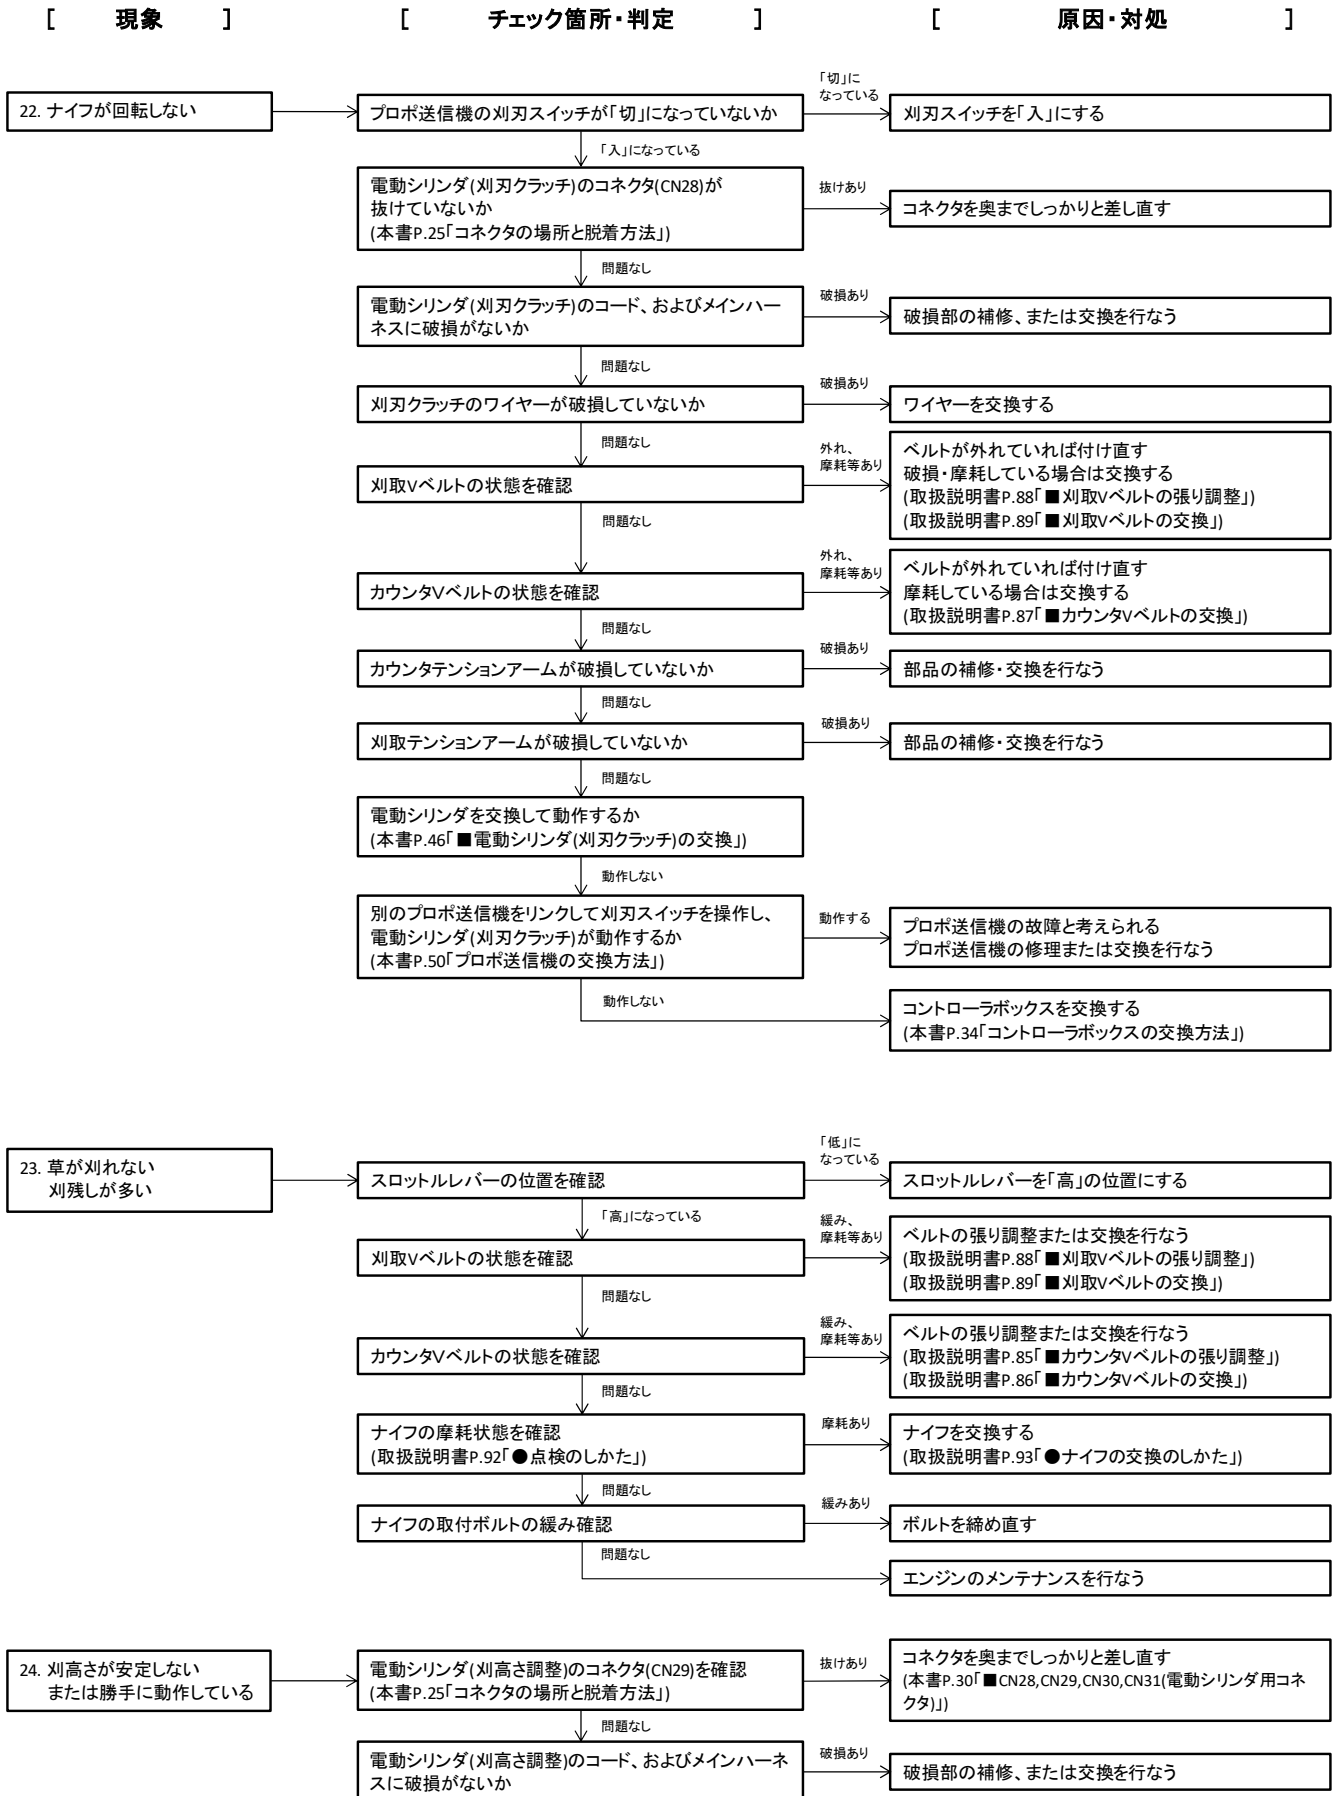 [ 現象 ]
[ チェック箇所・判定 ]
[ 原因・対処 ]
22. ナイフが回転しない
プロポ送信機の刈刃スイッチが「切」になっていないか
「切」に
なっている
刈刃スイッチを「入」にする
「入」になっている
電動シリンダ(刈刃クラッチ)のコネクタ(CN28)が
抜けていないか
(本書P.25「コネクタの場所と脱着方法」)
抜けあり
コネクタを奥までしっかりと差し直す
問題なし
電動シリンダ(刈刃クラッチ)のコード、およびメインハー
ネスに破損がないか
破損あり
破損部の補修、または交換を行なう
問題なし
刈刃クラッチのワイヤーが破損していないか
破損あり
ワイヤーを交換する
問題なし
刈取Vベルトの状態を確認
外れ、
摩耗等あり
ベルトが外れていれば付け直す
破損・摩耗している場合は交換する
(取扱説明書P.88「■刈取Vベルトの張り調整」)
(取扱説明書P.89「■刈取Vベルトの交換」)
問題なし
カウンタVベルトの状態を確認
外れ、
摩耗等あり
ベルトが外れていれば付け直す
摩耗している場合は交換する
(取扱説明書P.87「■カウンタVベルトの交換」)
問題なし
カウンタテンションアームが破損していないか
破損あり
部品の補修・交換を行なう
問題なし
刈取テンションアームが破損していないか
破損あり
部品の補修・交換を行なう
問題なし
電動シリンダを交換して動作するか
(本書P.46「■電動シリンダ(刈刃クラッチ)の交換」)
動作しない
別のプロポ送信機をリンクして刈刃スイッチを操作し、
電動シリンダ(刈刃クラッチ)が動作するか
(本書P.50「プロポ送信機の交換方法」)
動作する
プロポ送信機の故障と考えられる
プロポ送信機の修理または交換を行なう
動作しない
コントローラボックスを交換する
(本書P.34「コントローラボックスの交換方法」)
23. 草が刈れない
刈残しが多い
スロットルレバーの位置を確認
「低」に
なっている
スロットルレバーを「高」の位置にする
「高」になっている
刈取Vベルトの状態を確認
緩み、
摩耗等あり
ベルトの張り調整または交換を行なう
(取扱説明書P.88「■刈取Vベルトの張り調整」)
(取扱説明書P.89「■刈取Vベルトの交換」)
問題なし
カウンタVベルトの状態を確認
緩み、
摩耗等あり
ベルトの張り調整または交換を行なう
(取扱説明書P.85「■カウンタVベルトの張り調整」)
(取扱説明書P.86「■カウンタVベルトの交換」)
問題なし
ナイフの摩耗状態を確認
(取扱説明書P.92「●点検のしかた」)
摩耗あり
ナイフを交換する
(取扱説明書P.93「●ナイフの交換のしかた」)
問題なし
ナイフの取付ボルトの緩み確認
緩みあり
ボルトを締め直す
問題なし
エンジンのメンテナンスを行なう
24. 刈高さが安定しない
または勝手に動作している
電動シリンダ(刈高さ調整)のコネクタ(CN29)を確認
(本書P.25「コネクタの場所と脱着方法」)
抜けあり
コネクタを奥までしっかりと差し直す
(本書P.30「■CN28,CN29,CN30,CN31(電動シリンダ用コネ
クタ)」)
問題なし
電動シリンダ(刈高さ調整)のコード、およびメインハーネ
スに破損がないか
破損あり
破損部の補修、または交換を行なう